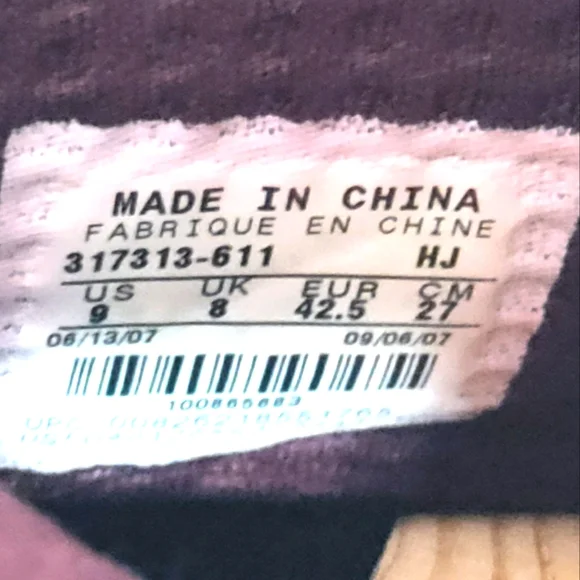 MADE IN CHINA
FABRIQUE EN CHINE
317313-611 HJ
US UK EUR CM
9 8 42.5 27
06/13/07 09/06/07
100865683